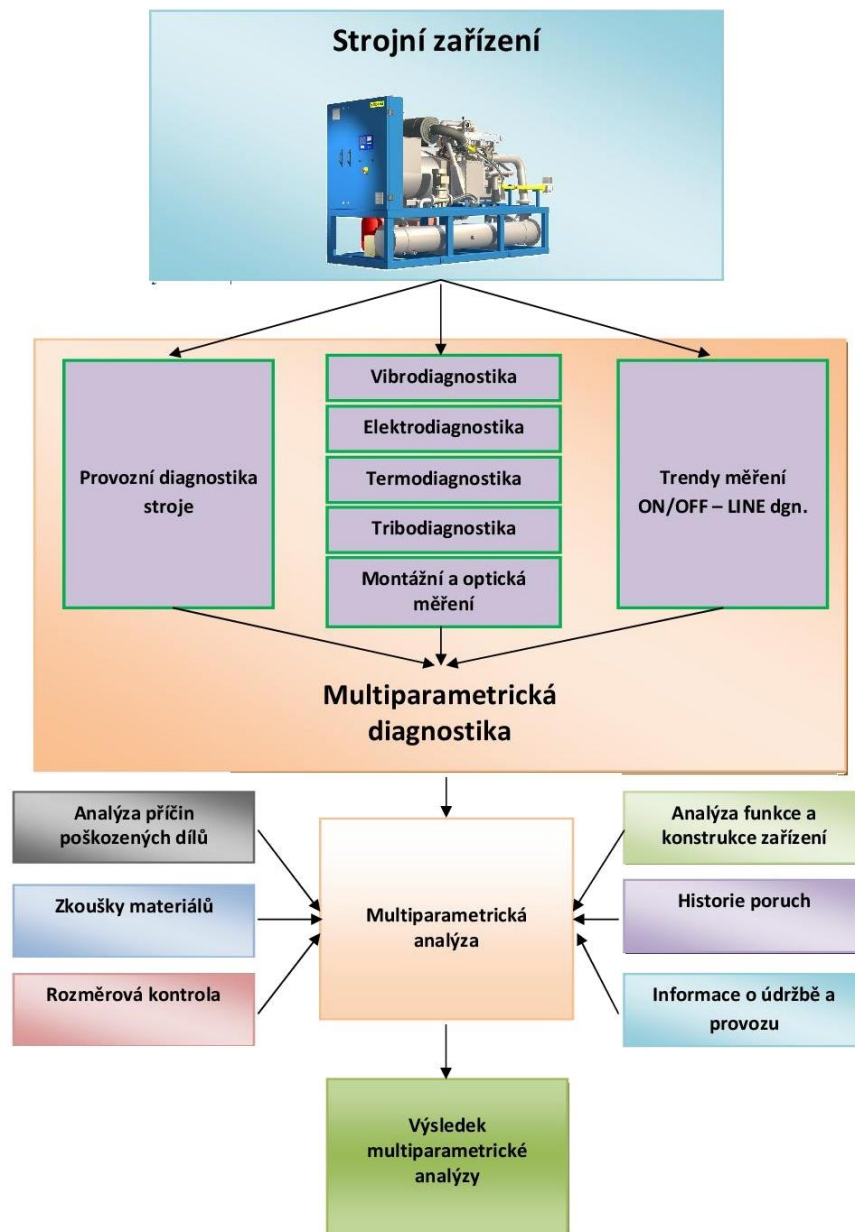 Strojní zařízení
Vibrodiagnostika
Elektrodiagnostika
Provozní diagnostika
stroje
Termodiagnostika
Trendy měření
ON/OFF – LINE dgn.
Tribodiagnostika
Montážní a optická
měření
Multiparametrická
diagnostika
Analýza příčin
poškozených dílů
Zkoušky materiálů
Rozměrová kontrola
Multiparametrická
analýza
Analýza funkce a
konstrukce zařízení
Historie poruch
Informace o údržbě a
provozu
Výsledek
multiparametrické
analýzy